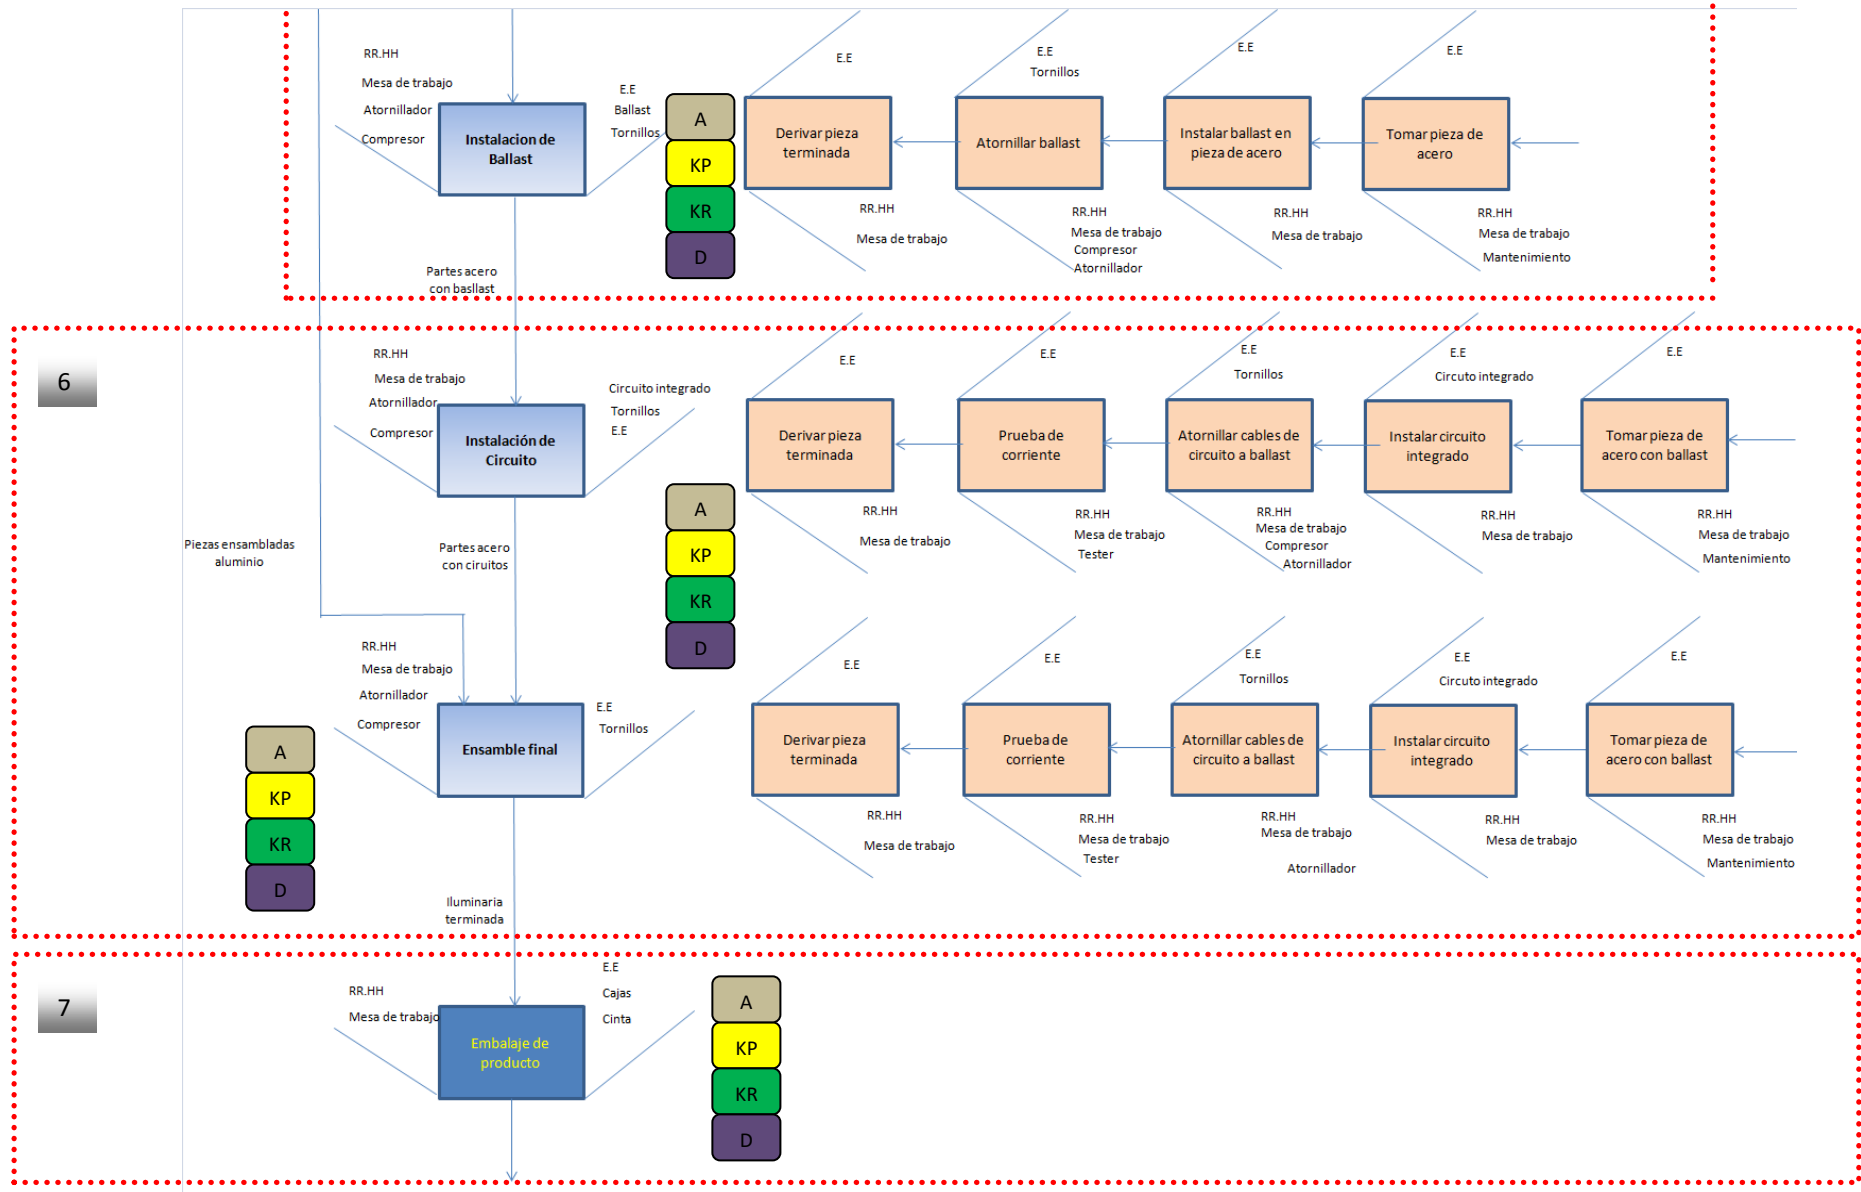 RR.HH
Mesa de trabajo
Atornillador
Compresor
Instalacion de
Ballast
E.E
Ballast
Tornillos
A
KP
KR
D
E.E
Derivar pieza
terminada
RR.HH
Mesa de trabajo
E.E
Tornillos
Atornillar ballast
RR.HH
Mesa de trabajo
Compresor
Atornillador
E.E
Instalar ballast en
pieza de acero
RR.HH
Mesa de trabajo
E.E
Tomar pieza de
acero
RR.HH
Mesa de trabajo
Mantenimiento
Partes acero
con basllast
6
RR.HH
Mesa de trabajo
Atornillador
Compresor
Instalación de
Circuito
Circuito integrado
Tornillos
E.E
A
KP
KR
D
E.E
Derivar pieza
terminada
RR.HH
Mesa de trabajo
E.E
Prueba de
corriente
RR.HH
Mesa de trabajo
Tester
E.E
Tornillos
Atornillar cables de
circuito a ballast
RR.HH
Mesa de trabajo
Compresor
Atornillador
E.E
Circuto integrado
Instalar circuito
integrado
RR.HH
Mesa de trabajo
E.E
Tomar pieza de
acero con ballast
RR.HH
Mesa de trabajo
Mantenimiento
Piezas ensambladas
aluminio
Partes acero
con ciruitos
RR.HH
Mesa de trabajo
Atornillador
Compresor
A
KP
KR
D
Ensamble final
E.E
Tornillos
E.E
Derivar pieza
terminada
RR.HH
Mesa de trabajo
E.E
Prueba de
corriente
RR.HH
Mesa de trabajo
Tester
E.E
Tornillos
Atornillar cables de
circuito a ballast
RR.HH
Mesa de trabajo
Atornillador
E.E
Circuto integrado
Instalar circuito
integrado
RR.HH
Mesa de trabajo
E.E
Tomar pieza de
acero con ballast
RR.HH
Mesa de trabajo
Mantenimiento
Iluminaria
terminada
7
RR.HH
Mesa de trabajo
Embalaje de
producto
E.E
Cajas
Cinta
A
KP
KR
D